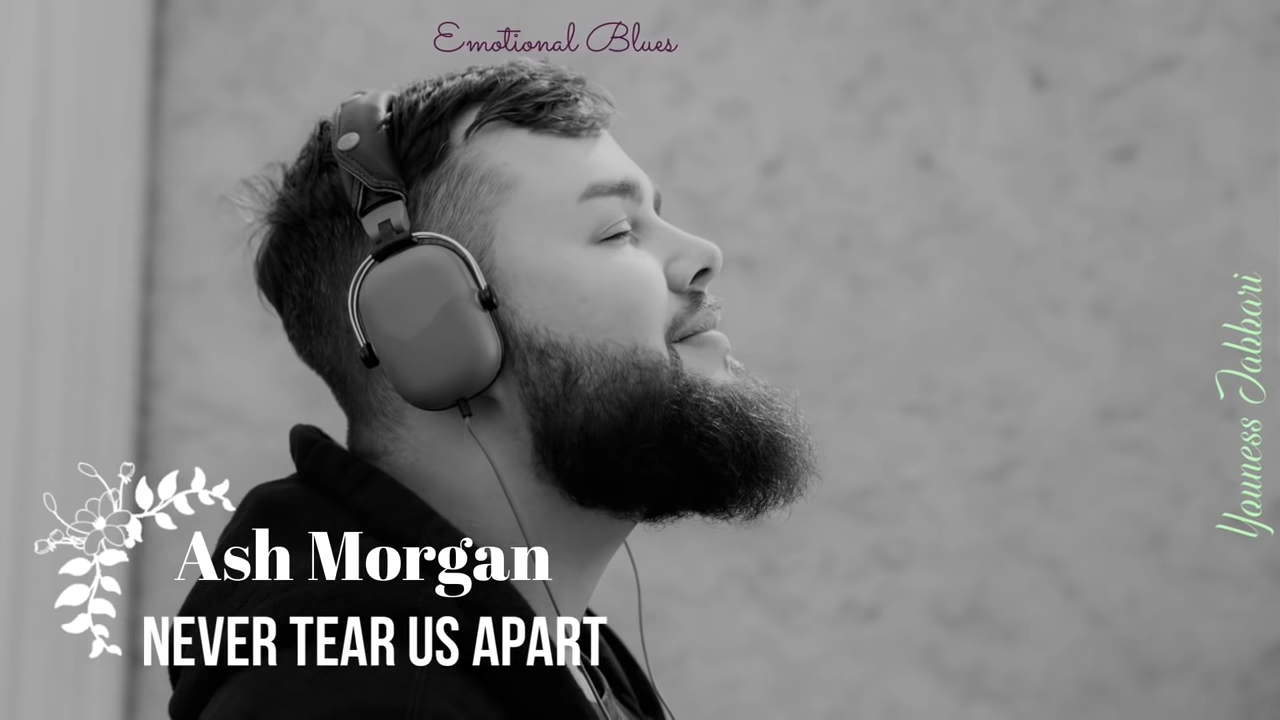 Emotional Blues
Ash Morgan
NEVER TEAR US APART
Youness Jabbari